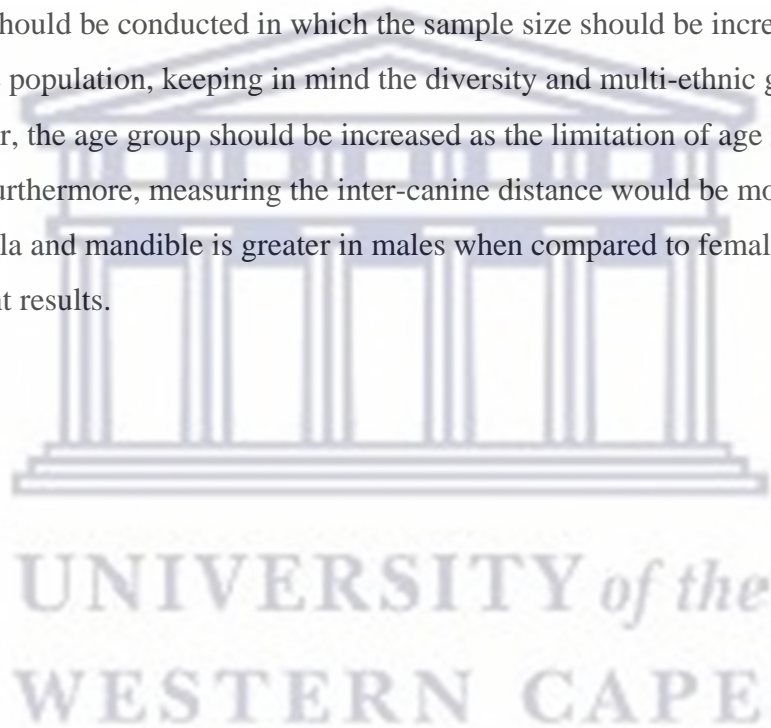 hould be conducted in which the sample size should be incre
population, keeping in mind the diversity and multi-ethnic g
r, the age group should be increased as the limitation of age
urthermore, measuring the inter-canine distance would be mo
la and mandible is greater in males when compared to femal
nt results.
UNIVERSITY of the
WESTERN CAPE